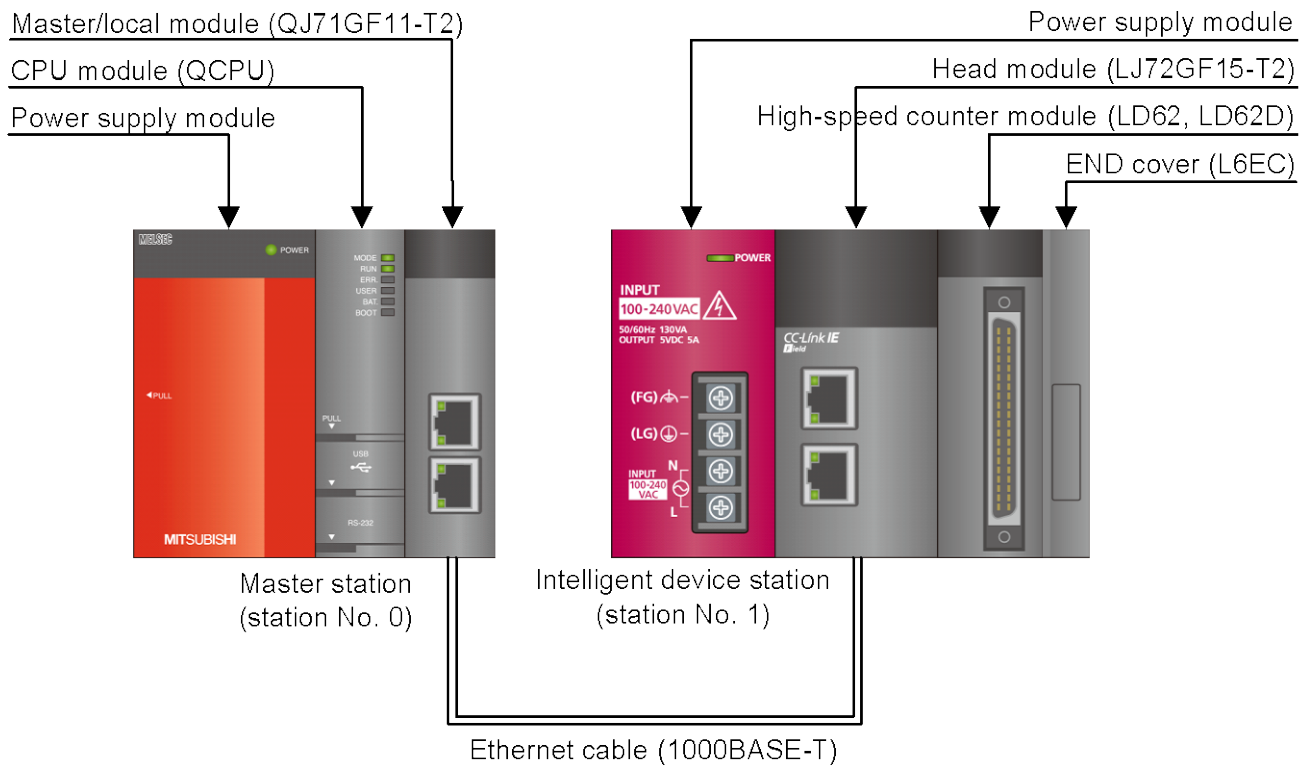 Master/local module (QJ71GF11-T2)
CPU module (QCPU)
Power supply module
Power supply module
Head module (LJ72GF15-T2)
High-speed counter module (LD62, LD62D)
END cover (L6EC)
MELSEC
POWER
MODE
RUN
ERR.
USER
BAT.
BOOT
PULL
PULL
USB
RS-232
MITSUBISHI
POWER
INPUT
100-240VAC
50/60Hz 130VA
OUTPUT 5VDC 5A
(FG)
(LG)
INPUT
100-240
VAC
N
L
CC-Link IE
Field
Master station
(station No. 0)
Intelligent device station
(station No. 1)
Ethernet cable (1000BASE-T)